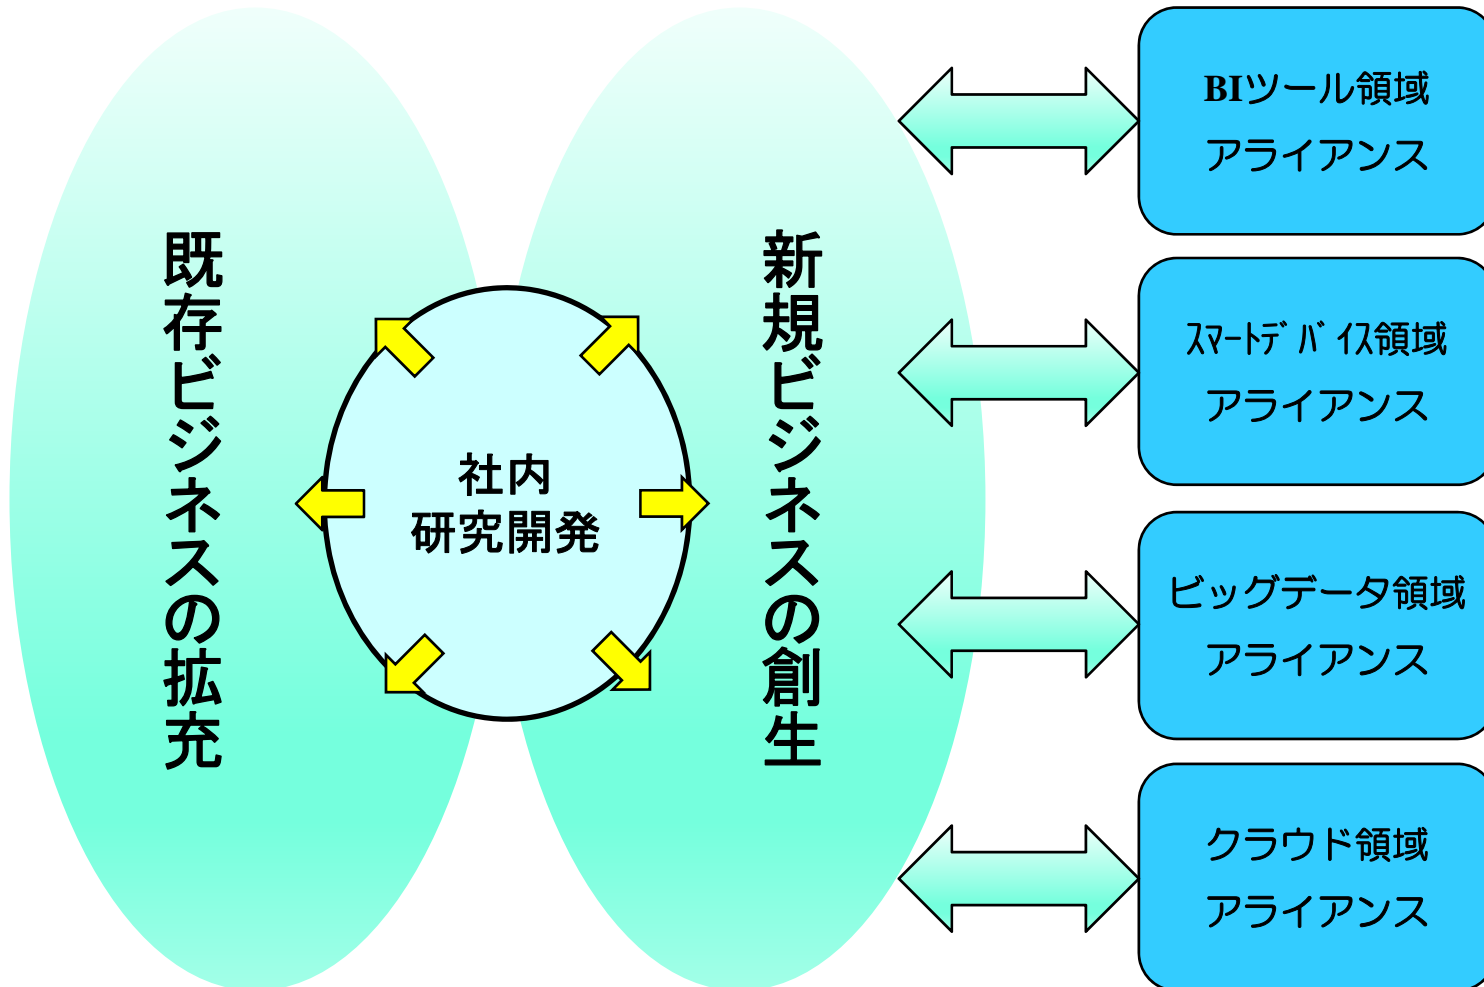 既存ビジネスの拡充
社内
研究開発
新規ビジネスの創生
BIツール領域
アライアンス
ｽﾏｰﾄﾃﾞﾊﾞｲｽ領域
アライアンス
ビッグデータ領域
アライアンス
クラウド領域
アライアンス